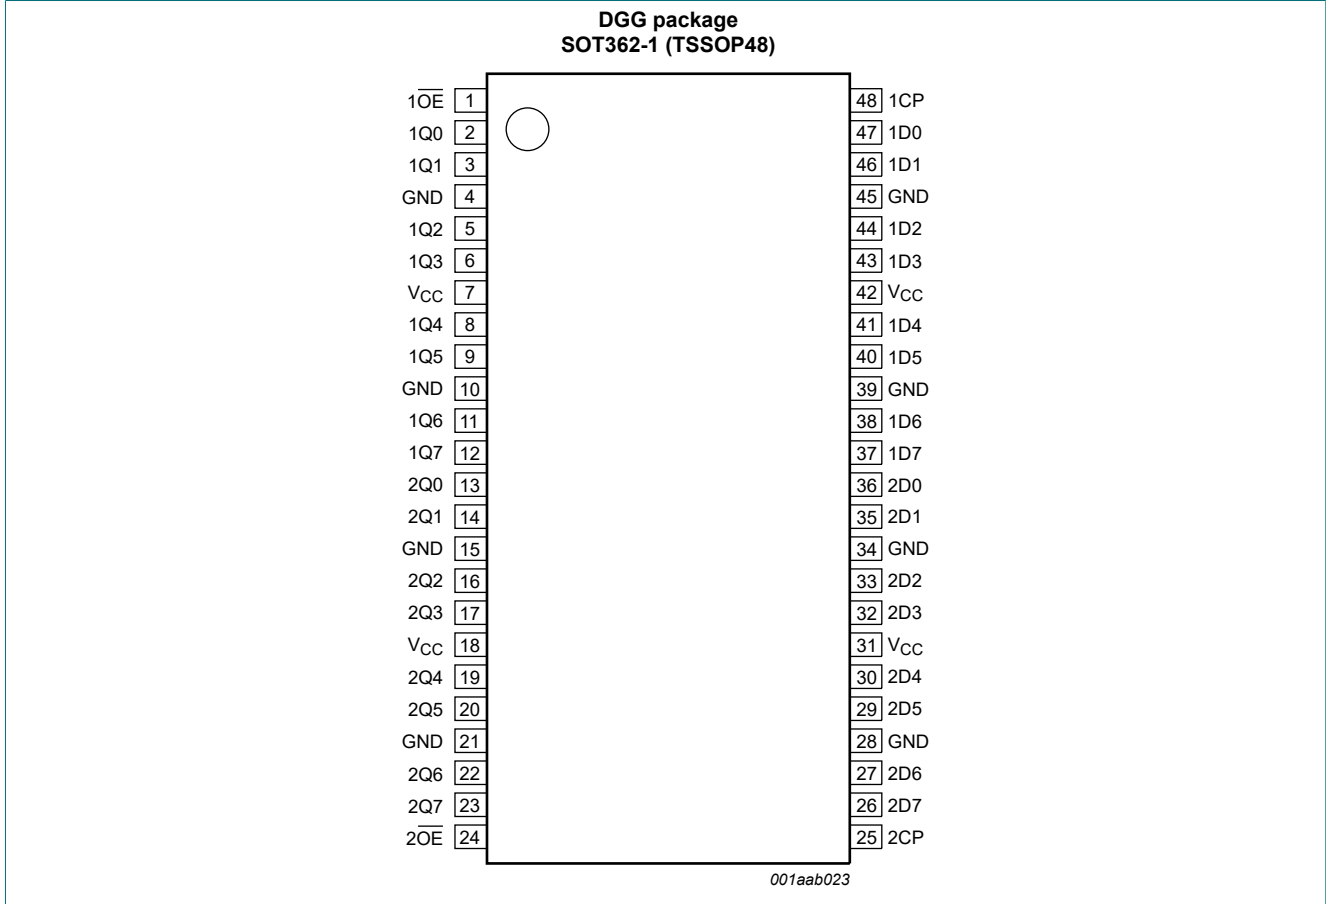 DGG package
SOT362-1 (TSSOP48)
1OE 1 48 1CP
1Q0 2 47 1D0
1Q1 3 46 1D1
GND 4 45 GND
1Q2 5 44 1D2
1Q3 6 43 1D3
VCC 7 42 VCC
1Q4 8 41 1D4
1Q5 9 40 1D5
GND 10 39 GND
1Q6 11 38 1D6
1Q7 12 37 1D7
2Q0 13 36 2D0
2Q1 14 35 2D1
GND 15 34 GND
2Q2 16 33 2D2
2Q3 17 32 2D3
VCC 18 31 VCC
2Q4 19 30 2D4
2Q5 20 29 2D5
GND 21 28 GND
2Q6 22 27 2D6
2Q7 23 26 2D7
2OE 24 25 2CP
001aab023